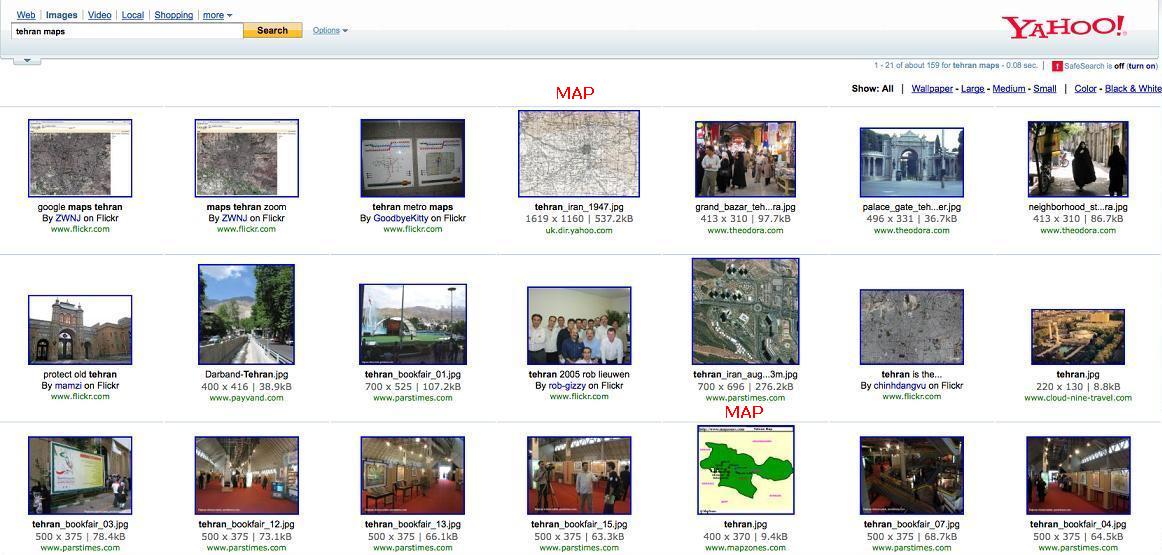 Web | Images | Video | Local | Shopping | more
tehran maps
Search
Options
YAHOO!
1 - 21 of about 159 for tehran maps - 0.08 sec. | ! SafeSearch is off (turn on)
Show: All | Wallpaper - Large - Medium - Small | Color - Black & White
MAP
google maps tehran
By ZWNJ on Flickr
www.flickr.com
maps tehran zoom
By ZWNJ on Flickr
www.flickr.com
tehran metro maps
By GoodbyeKitty on Flickr
www.flickr.com
tehran_iran_1947.jpg
1619 x 1160 | 537.2kB
uk.dir.yahoo.com
grand_bazar_teh...ra.jpg
413 x 310 | 97.7kB
www.theodora.com
palace_gate_teh...er.jpg
496 x 331 | 36.7kB
www.theodora.com
neighborhood_st...ra.jpg
413 x 310 | 86.7kB
www.theodora.com
protect old tehran
By mamzi on Flickr
www.flickr.com
Darband-Tehran.jpg
400 x 416 | 38.9kB
www.payvand.com
tehran_bookfair_01.jpg
700 x 525 | 107.2kB
www.parstimes.com
tehran 2005 rob lieuwen
By rob-gizzy on Flickr
www.flickr.com
tehran_iran_aug...3m.jpg
700 x 696 | 276.2kB
www.parstimes.com
tehran is the...
By chinhdangvu on Flickr
www.flickr.com
tehran.jpg
220 x 130 | 8.8kB
www.cloud-nine-travel.com
MAP
tehran_bookfair_03.jpg
500 x 375 | 78.4kB
www.parstimes.com
tehran_bookfair_12.jpg
500 x 375 | 73.1kB
www.parstimes.com
tehran_bookfair_13.jpg
500 x 375 | 66.1kB
www.parstimes.com
tehran_bookfair_15.jpg
500 x 375 | 63.3kB
www.parstimes.com
http://www.mapzones.com Tehran Map
tehran.jpg
400 x 370 | 9.4kB
www.mapzones.com
tehran_bookfair_07.jpg
500 x 375 | 68.7kB
www.parstimes.com
tehran_bookfair_04.jpg
500 x 375 | 64.5kB
www.parstimes.com